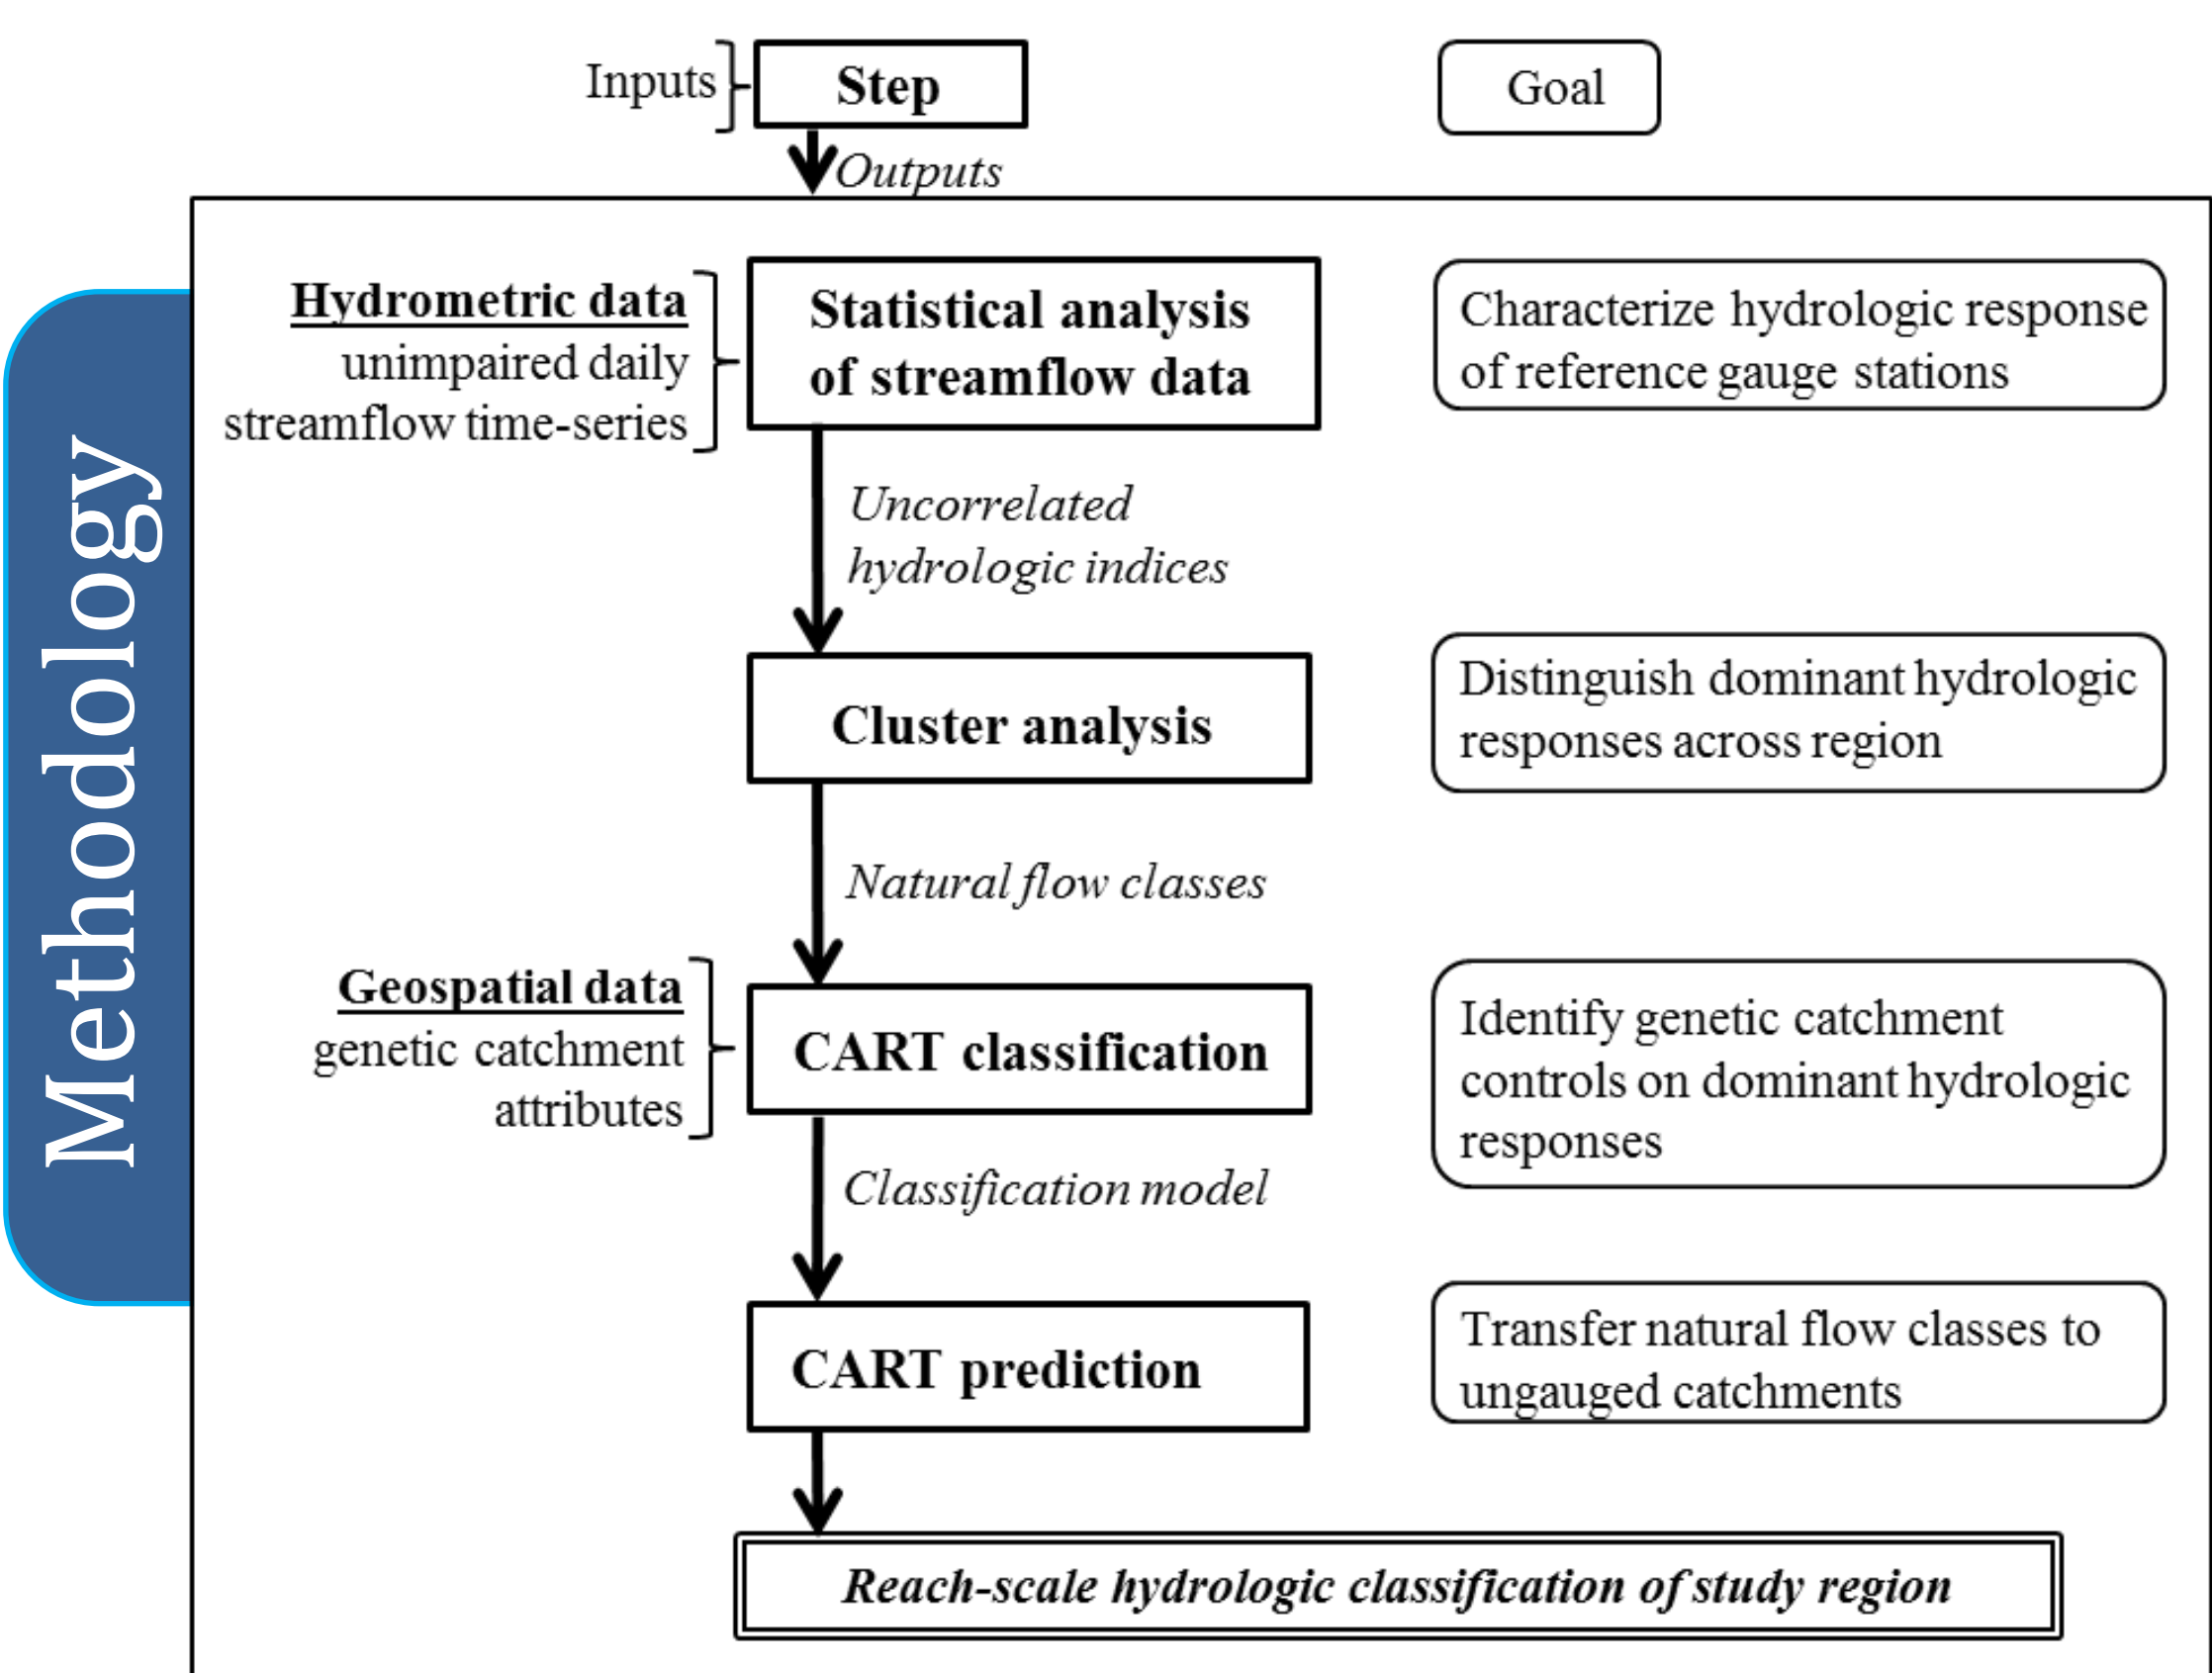 Inputs
Step
Goal
Outputs
Methodology
Hydrometric data
unimpaired daily
streamflow time-series
Statistical analysis
of streamflow data
Characterize hydrologic response
of reference gauge stations
Uncorrelated
hydrologic indices
Cluster analysis
Distinguish dominant hydrologic
responses across region
Natural flow classes
Geospatial data
genetic catchment
attributes
CART classification
Identify genetic catchment
controls on dominant hydrologic
responses
Classification model
CART prediction
Transfer natural flow classes to
ungauged catchments
Reach-scale hydrologic classification of study region